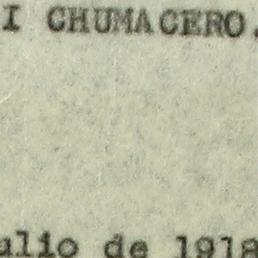 I CHUMACERO.
ulio de 1918